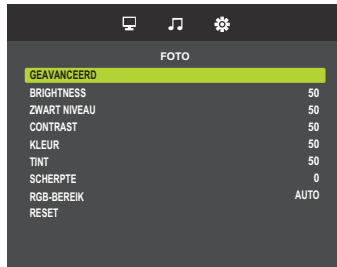 FOTO
GEAVANCEERD
BRIGHTNESS 50
ZWART NIVEAU 50
CONTRAST 50
KLEUR 50
TINT 50
SCHERPTE 0
RGB-BEREIK AUTO
RESET